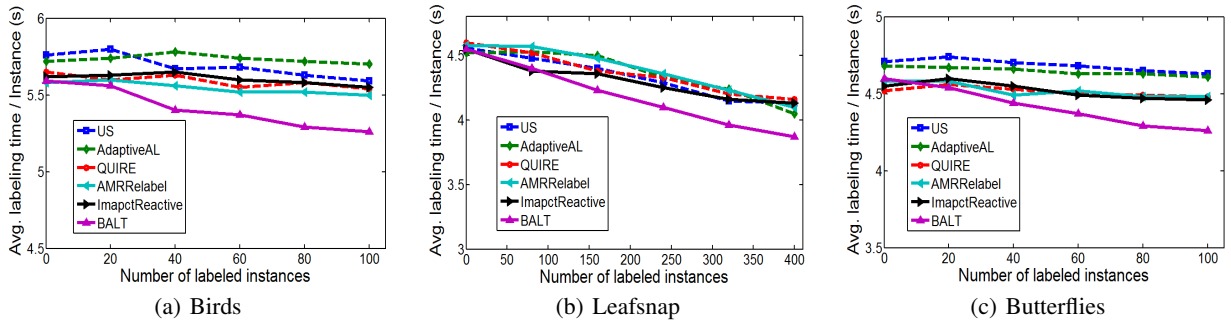 Avg. labeling time / Instance (s)
6
5.5
5
4.5
0 20 40 60 80 100
Number of labeled instances
US
AdaptiveAL
QUIRE
AMRRelabel
ImapctReactive
BALT
(a) Birds
Avg. labeling time / Instance (s)
4.5
4
3.5
3
0 50 100 150 200 250 300 350 400
Number of labeled instances
US
AdaptiveAL
QUIRE
AMRRelabel
ImapctReactive
BALT
(b) Leafsnap
Avg. labeling time / Instance (s)
5
4.5
4
3.5
0 20 40 60 80 100
Number of labeled instances
US
AdaptiveAL
QUIRE
AMRRelabel
ImapctReactive
BALT
(c) Butterflies